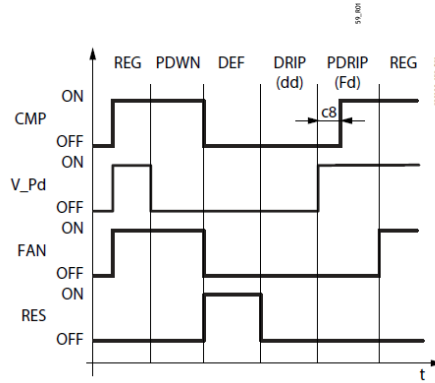 59_R01
REG PDWN DEF DRIP PDRIP REG
(dd) (Fd)
ON
CMP
c8
OFF
ON
V_Pd
OFF
ON
FAN
OFF
ON
RES
OFF
t